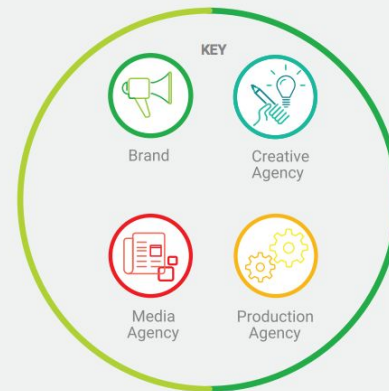 KEY
Brand
Creative
Agency
Media
Agency
Production
Agency